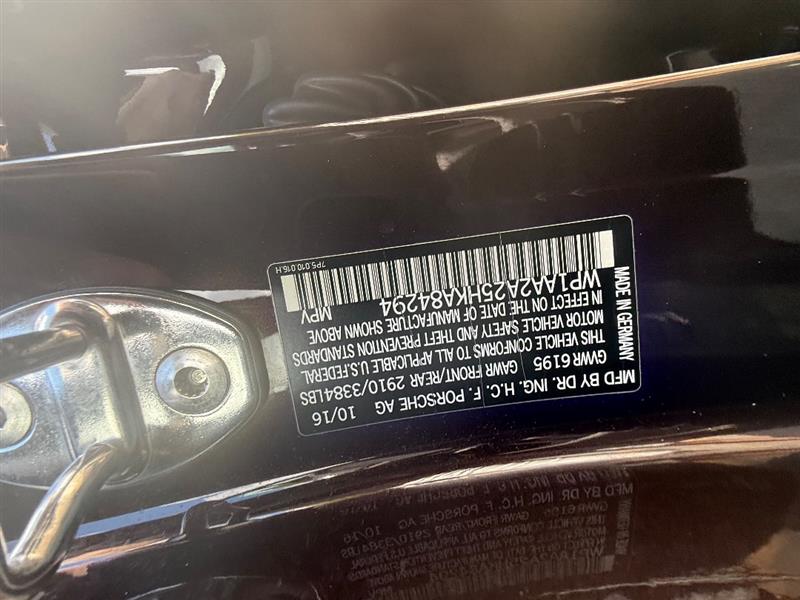 MFD BY DR. ING. H.C. F. PORSCHE AG 10/16
GWR 6195 GAWR FRONT/REAR 2910/3384LBS
THIS VEHICLE CONFORMS TO ALL APPLICABLE U.S.FEDERAL
MOTOR VEHICLE SAFETY AND THEFT PREVENTION STANDARDS
IN EFFECT ON THE DATE OF MANUFACTURE SHOWN ABOVE
WP1AA2A25HKA84294 MPV
MADE IN GERMANY
7P5.010.016.H